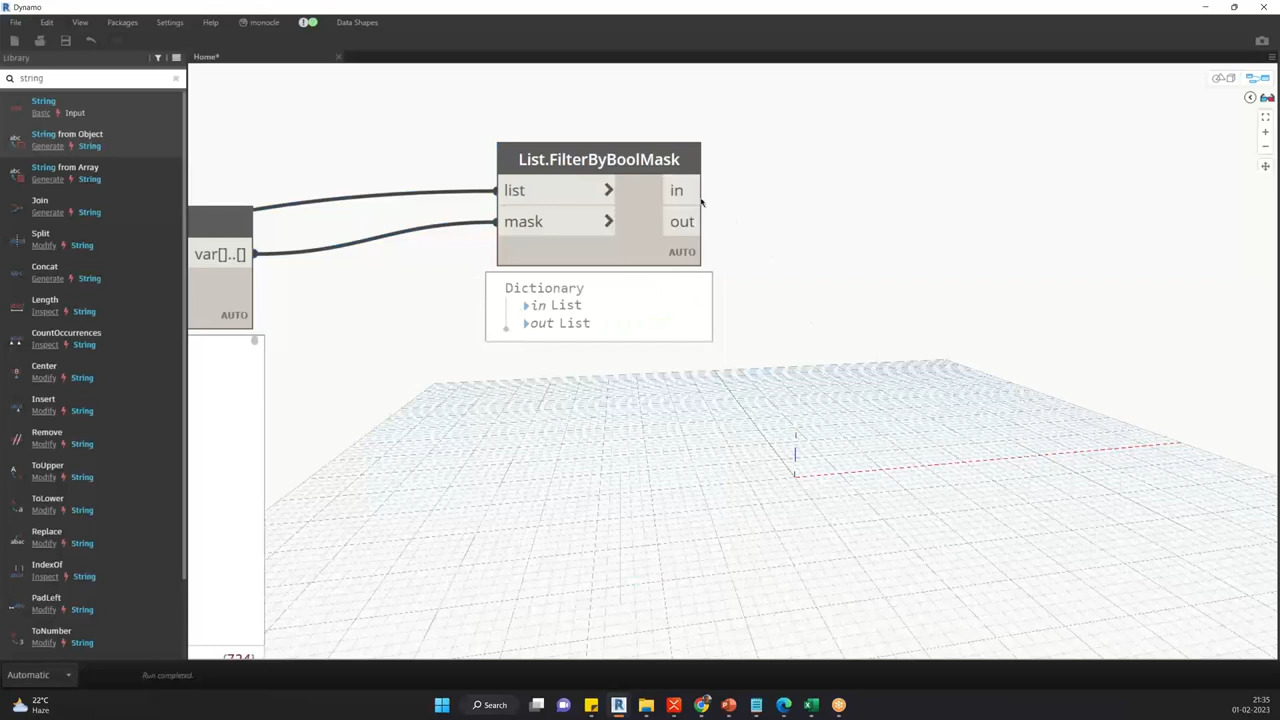 Dynamo
File Edit View Packages Settings Help monocle Data Shapes
Library
Home*
string
String
Basic Input
String from Object
Generate String
String from Array
Generate String
Join
Generate String
Split
Modify String
Concat
Generate String
Length
Inspect String
CountOccurrences
Inspect String
Center
Modify String
Insert
Modify String
Remove
Modify String
ToUpper
Modify String
ToLower
Modify String
Replace
Modify String
IndexOf
Inspect String
PadLeft
Modify String
ToNumber
Modify String
var[]..[]
AUTO
List.FilterByBoolMask
list > in
mask > out
AUTO
Dictionary
in List
out List
Automatic
Run completed.
22°C
Haze
Search
21:35
01-02-2023